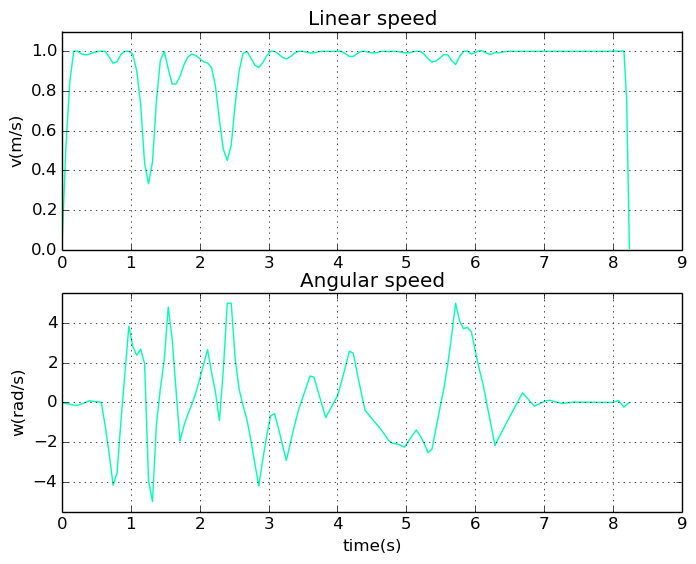 Linear speed
1.0
0.8
0.6
0.4
0.2
0.0
v(m/s)
0 1 2 3 4 5 6 7 8 9
Angular speed
4
2
0
−2
−4
w(rad/s)
0 1 2 3 4 5 6 7 8 9
time(s)